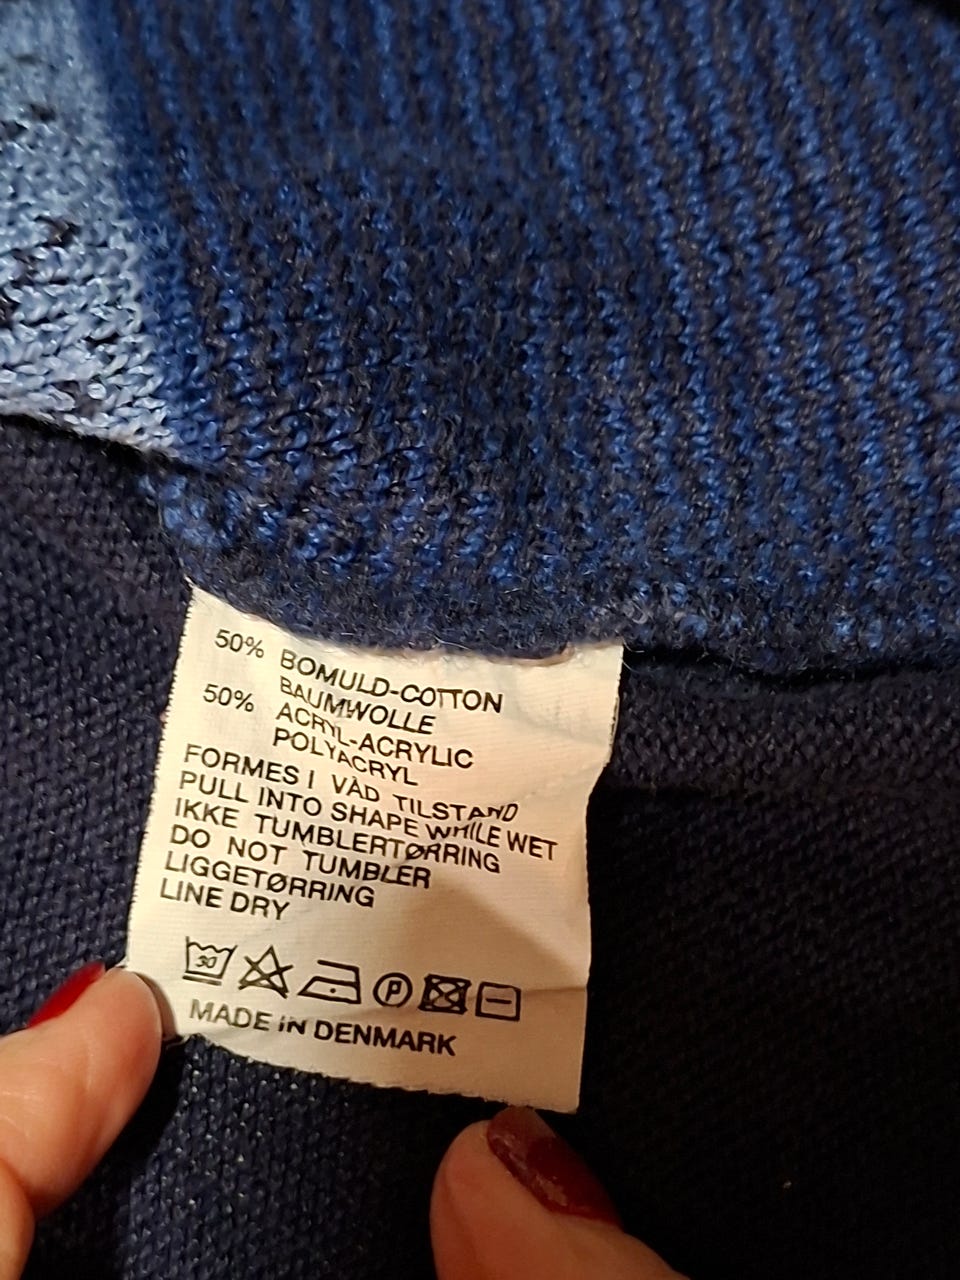 50% BOMULD-COTTON
BAUMWOLLE
50% ACRYL-ACRYLIC
POLYACRYL
FORMES I VÅD TILSTAND
PULL INTO SHAPE WHILE WET
IKKE TUMBLERTØRRING
DO NOT TUMBLER
LIGGETØRRING
LINE DRY
30 P
MADE IN DENMARK